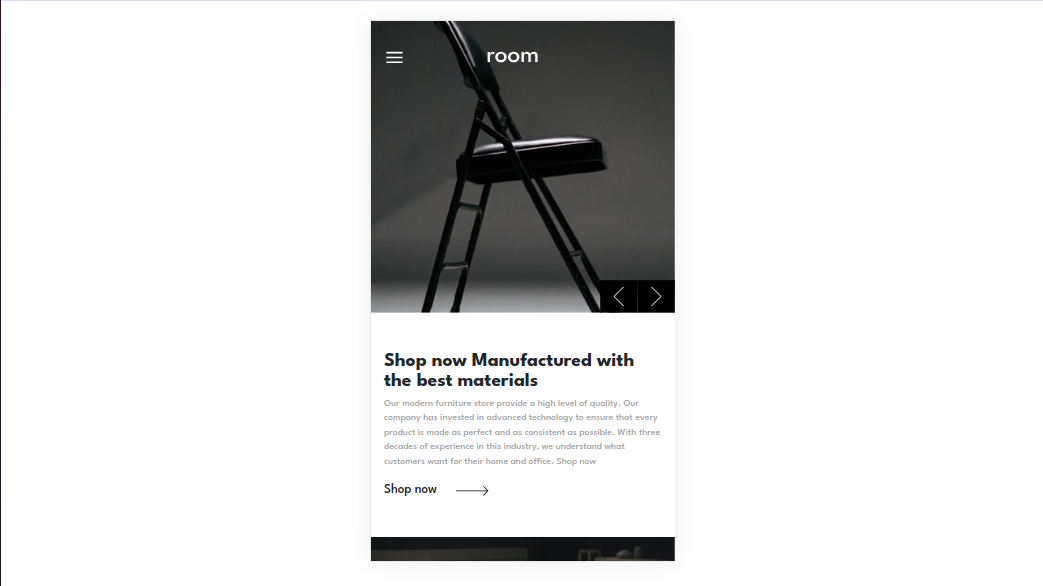 room
Shop now Manufactured with
the best materials
Our modern furniture store provide a high level of quality. Our
company has invested in advanced technology to ensure that every
product is made as perfect and as consistent as possible. With three
decades of experience in this industry, we understand what
customers want for their home and office. Shop now
Shop now